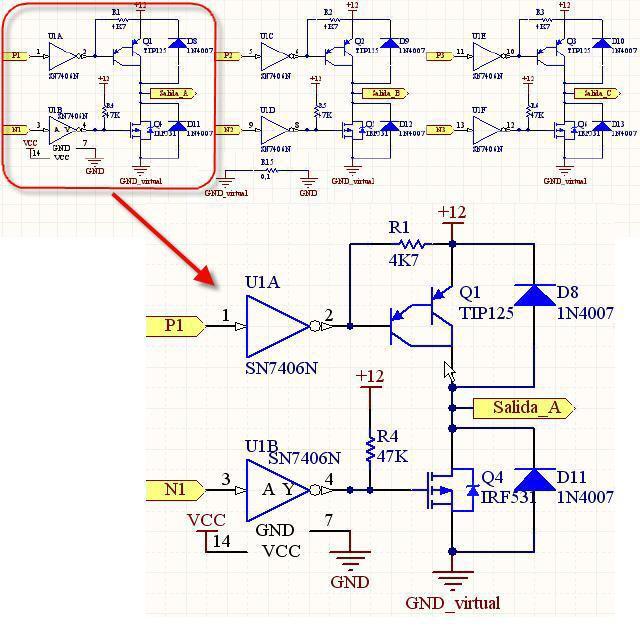 +12
R1
4K7
U1A
P1
1
2
SN7406N
Q1
TIP125
D8
1N4007
Salida_A
+12
U1B
SN7406N
R4
47K
N1
3
A Y
4
Q4
IRF531
D11
1N4007
VCC
14
GND
VCC
7
GND
GND_virtual
+12
R2
4K7
U1C
P2
5
6
SN7406N
Q2
TIP125
D9
1N4007
Salida_B
+12
U1D
R5
47K
N2
9
8
SN7406N
IRF531
D12
1N4007
R15
0,1
GND_virtual
GND
GND_virtual
+12
R3
4K7
U1E
P3
11
10
SN7406N
Q3
TIP125
D10
1N4007
Salida_C
+12
U1F
47K
N3
13
12
SN7406N
IRF531
D13
1N4007
GND_virtual
+12
R1
4K7
U1A
P1
1
2
SN7406N
Q1
TIP125
D8
1N4007
Salida_A
+12
U1B
SN7406N
R4
47K
N1
3
A Y
4
Q4
IRF531
D11
1N4007
VCC
14
GND
VCC
7
GND
GND_virtual